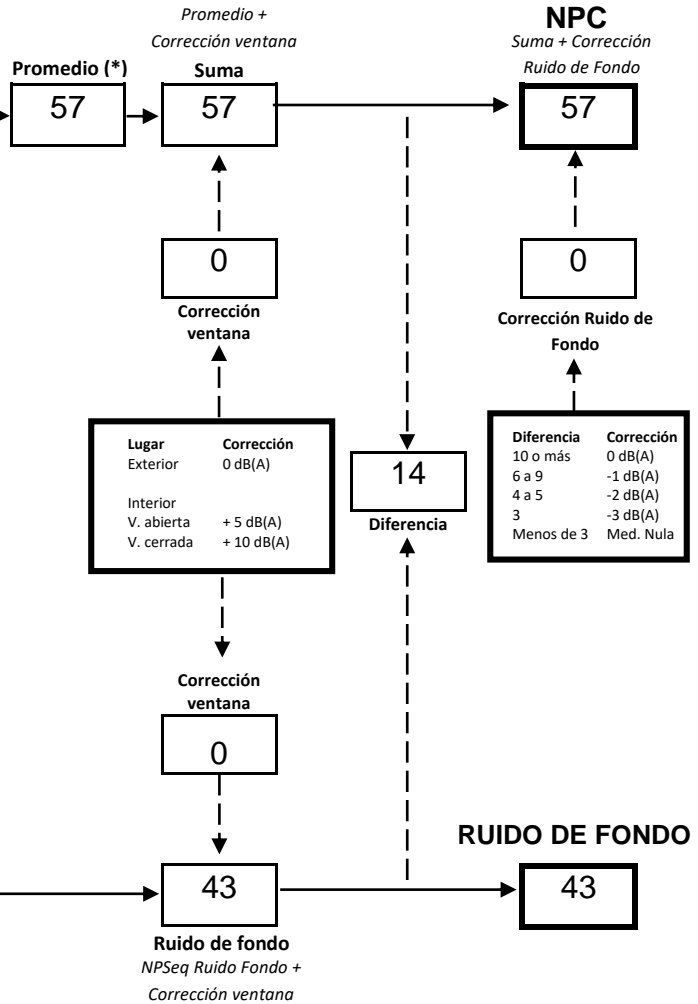 Promedio +
Corrección ventana
NPC
Suma + Corrección
Ruido de Fondo
Promedio (*)
Suma
57
57
57
0
0
Corrección
ventana
Corrección Ruido de
Fondo
Lugar Corrección
Exterior 0 dB(A)
Interior
V. abierta + 5 dB(A)
V. cerrada + 10 dB(A)
14
Diferencia
Diferencia Corrección
10 o más 0 dB(A)
6 a 9 -1 dB(A)
4 a 5 -2 dB(A)
3 -3 dB(A)
Menos de 3 Med. Nula
Corrección
ventana
0
RUIDO DE FONDO
43
43
Ruido de fondo
NPSeq Ruido Fondo +
Corrección ventana